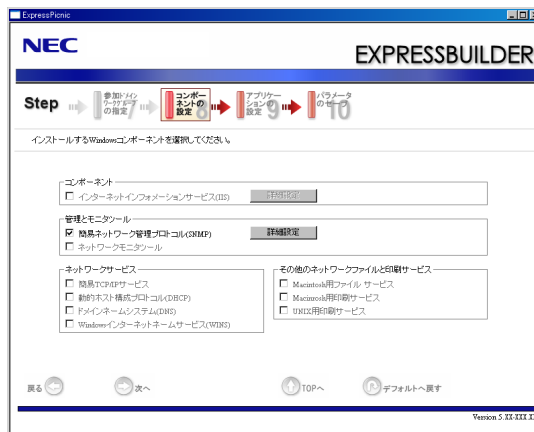 ExpressPicnic
NEC
EXPRESSBUILDER
Step
参加ドメイン
ワークグループ
の指定
7
コンポー
ネントの
設定
8
アプリケー
ションの
設定
9
パラメータ
のセーブ
10
インストールするWindowsコンポーネントを選択してください。
コンポーネント
インターネットインフォメーションサービス(IIS)
詳細設定
管理とモニタツール
簡易ネットワーク管理プロトコル(SNMP)
詳細設定
ネットワークモニタツール
ネットワークサービス
簡易TCP/IPサービス
動的ホスト構成プロトコル(DHCP)
ドメインネームシステム(DNS)
Windowsインターネットネームサービス(WINS)
その他のネットワークファイルと印刷サービス
Macintosh用ファイル サービス
Macintosh用印刷サービス
UNIX用印刷サービス
戻る
次へ
TOPへ
デフォルトへ戻す
Version 5.XX-XXX.X